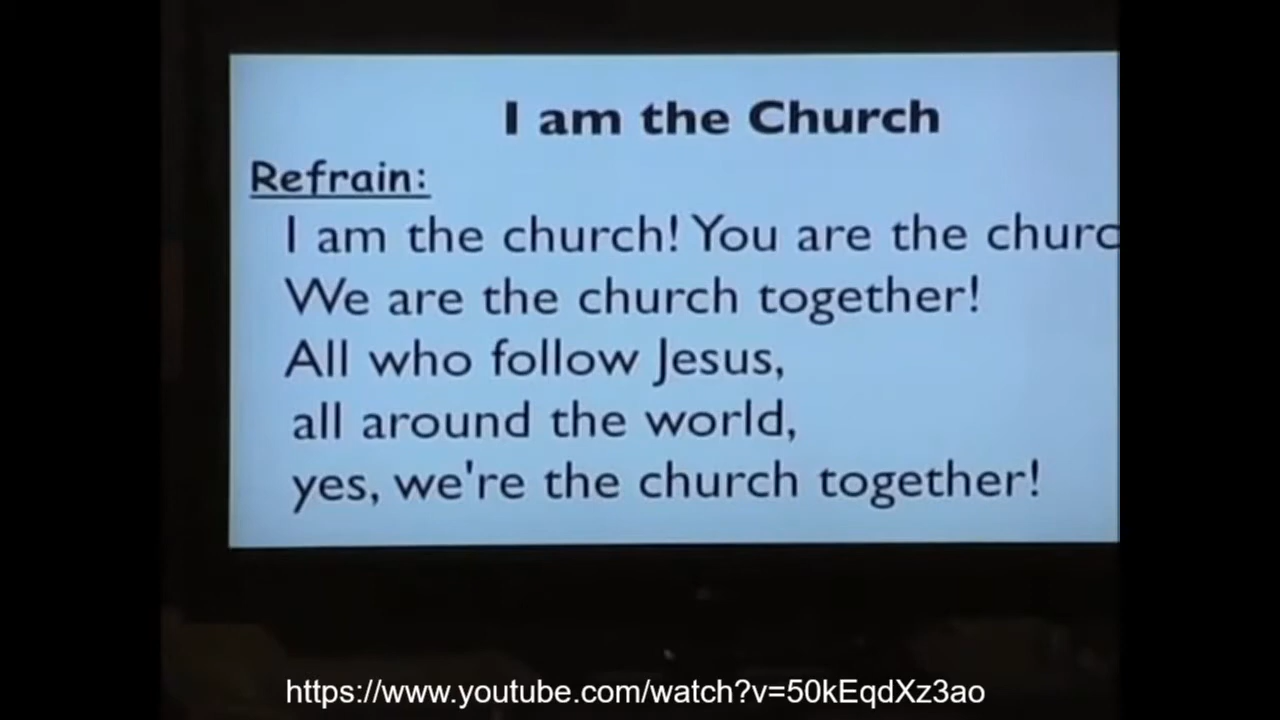 I am the Church
Refrain:
I am the church! You are the churc
We are the church together!
All who follow Jesus,
all around the world,
yes, we're the church together!
https://www.youtube.com/watch?v=50kEqdXz3ao